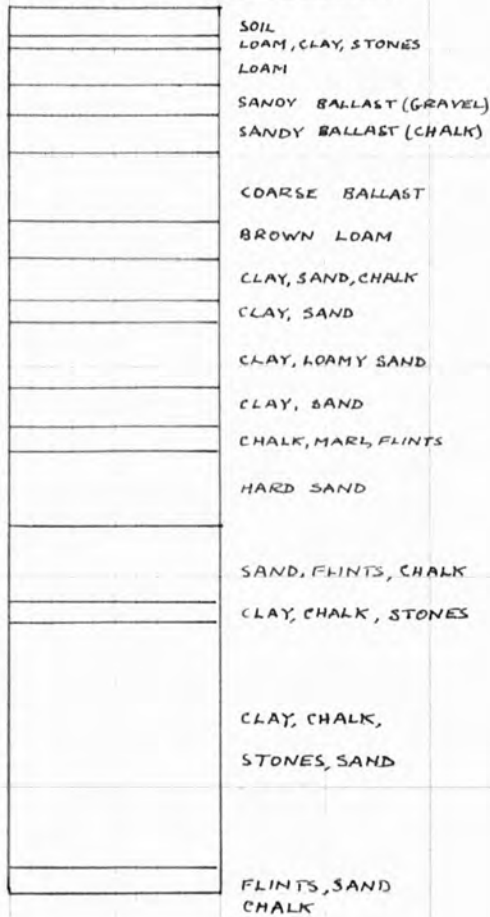 SOIL
LOAM, CLAY, STONES
LOAM
SANDY BALLAST (GRAVEL)
SANDY BALLAST (CHALK)
COARSE BALLAST
BROWN LOAM
CLAY, SAND, CHALK
CLAY, SAND
CLAY, LOAMY SAND
CLAY, SAND
CHALK, MARL, FLINTS
HARD SAND
SAND, FLINTS, CHALK
CLAY, CHALK, STONES
CLAY, CHALK,
STONES, SAND
FLINTS, SAND
CHALK